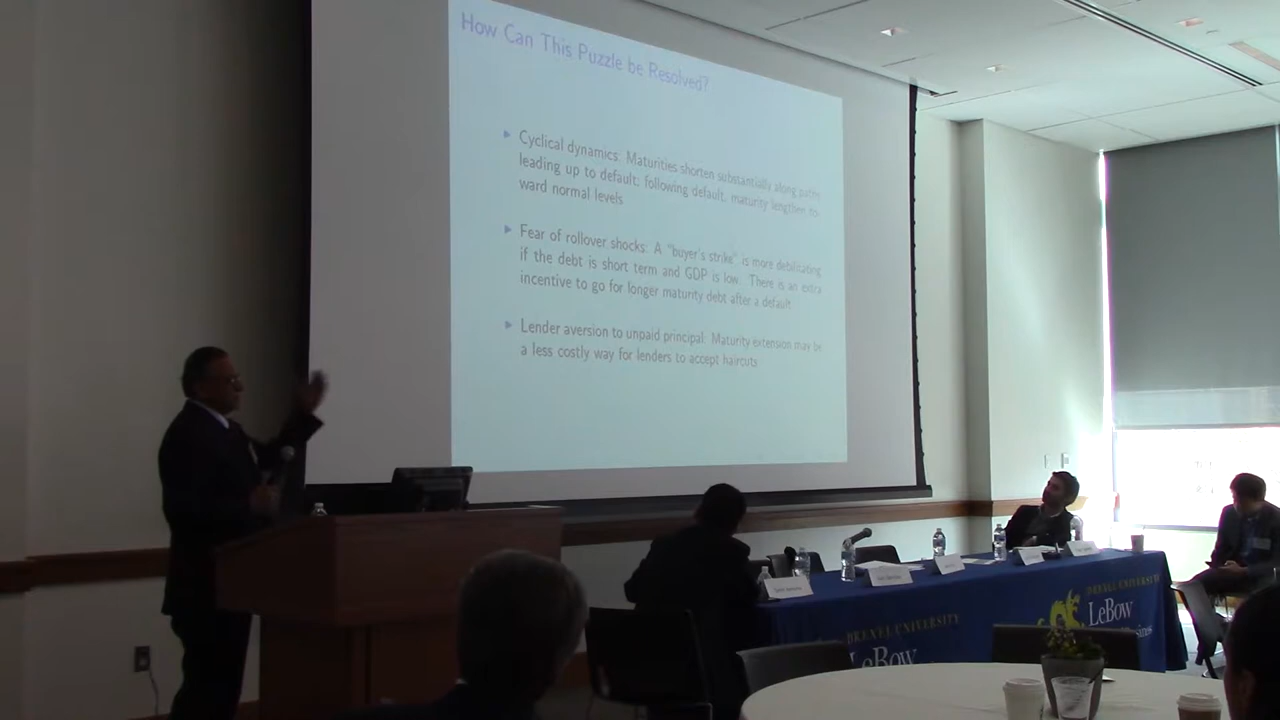 How Can This Puzzle be Resolved?
Cyclical dynamics: Maturities shorten substantially along paths
leading up to default; following default, maturity lengthen to-
ward normal levels
Fear of rollover shocks: A "buyer's strike" is more debilitating
if the debt is short term and GDP is low. There is an extra
incentive to go for longer maturity debt after a default.
Lender aversion to unpaid principal: Maturity extension may be
a less costly way for lenders to accept haircuts
DREXEL UNIVERSITY
LeBow
DREXEL UNIVERSITY
LeBow